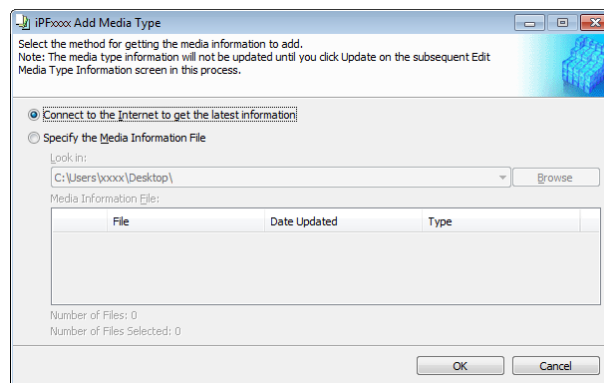 iPFxxxx Add Media Type
Select the method for getting the media information to add.
Note: The media type information will not be updated until you click Update on the subsequent Edit
Media Type Information screen in this process.
Connect to the Internet to get the latest information
Specify the Media Information File
Look in:
C:\Users\xxxx\Desktop\ Browse
Media Information File:
File Date Updated Type
Number of Files: 0
Number of Files Selected: 0
OK Cancel